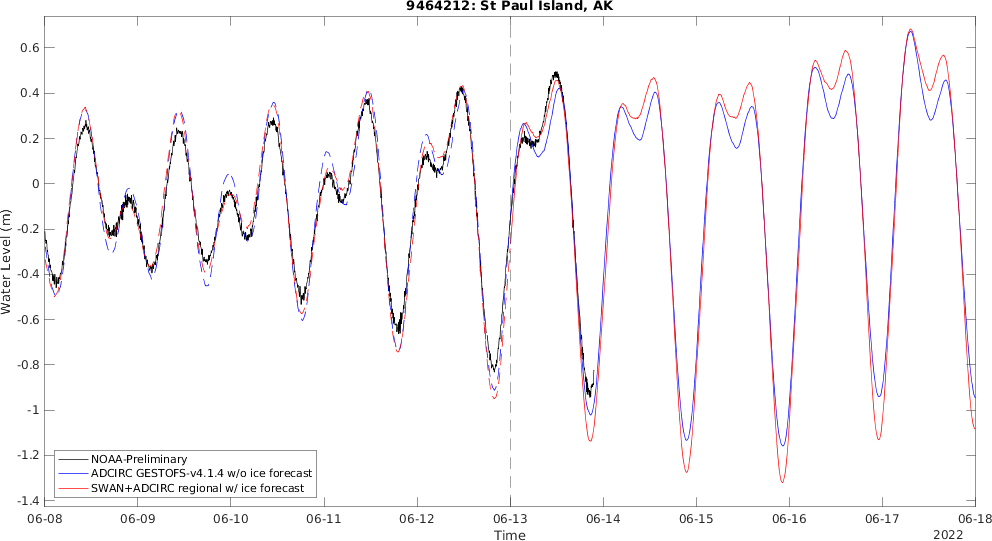 9464212: St Paul Island, AK
Water Level (m)
0.6
0.4
0.2
0
-0.2
-0.4
-0.6
-0.8
-1
-1.2
-1.4
NOAA-Preliminary
ADCIRC GESTOFS-v4.1.4 w/o ice forecast
SWAN+ADCIRC regional w/ ice forecast
06-08 06-09 06-10 06-11 06-12 06-13 06-14 06-15 06-16 06-17 06-18
Time
2022